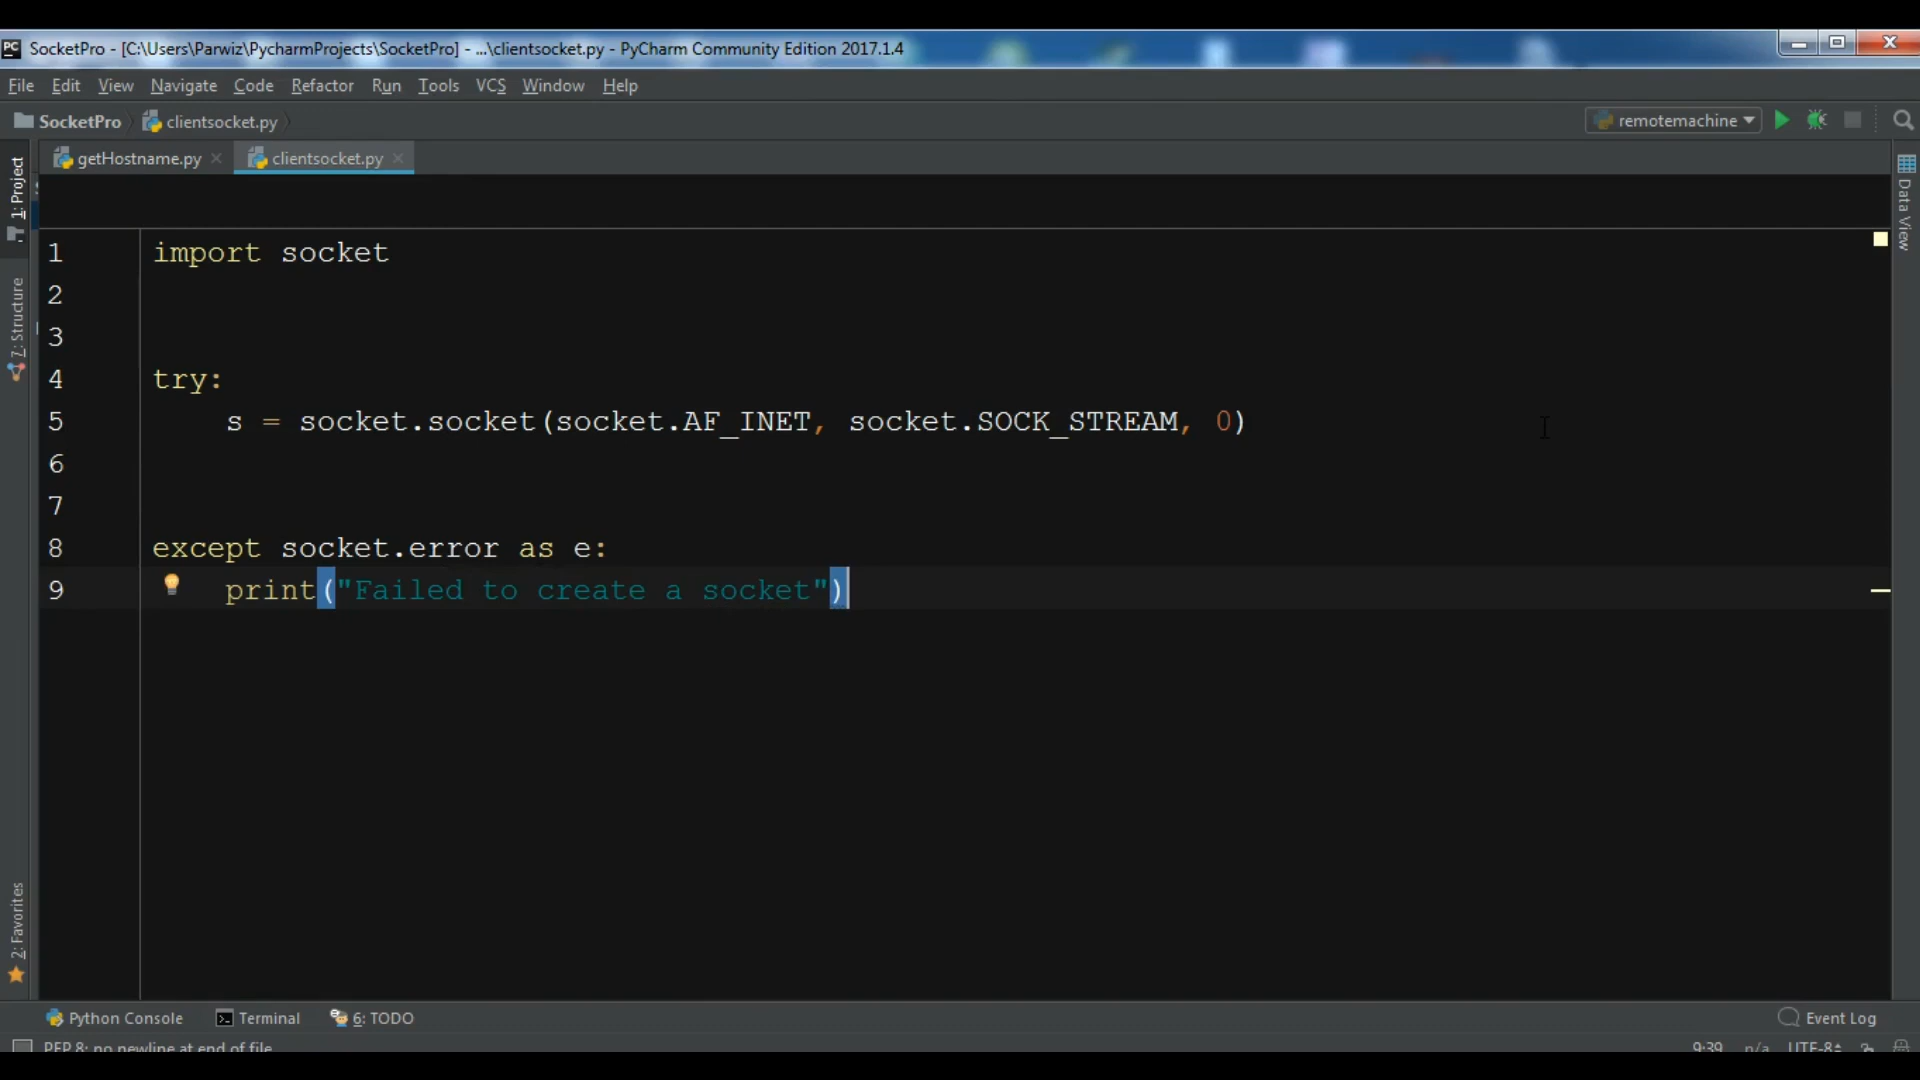 PC SocketPro - [C:\Users\Parwiz\PycharmProjects\SocketPro] - ...\clientsocket.py - PyCharm Community Edition 2017.1.4
File Edit View Navigate Code Refactor Run Tools VCS Window Help
SocketPro clientsocket.py remotemachine
getHostname.py clientsocket.py
1: Project
7: Structure
2: Favorites
Data View
1 import socket
2
3
4 try:
5 s = socket.socket(socket.AF_INET, socket.SOCK_STREAM, 0)
6
7
8 except socket.error as e:
9 print("Failed to create a socket")
Python Console Terminal 6: TODO Event Log
PEP 8: no newline at end of file 9:39 n/a UTF-8